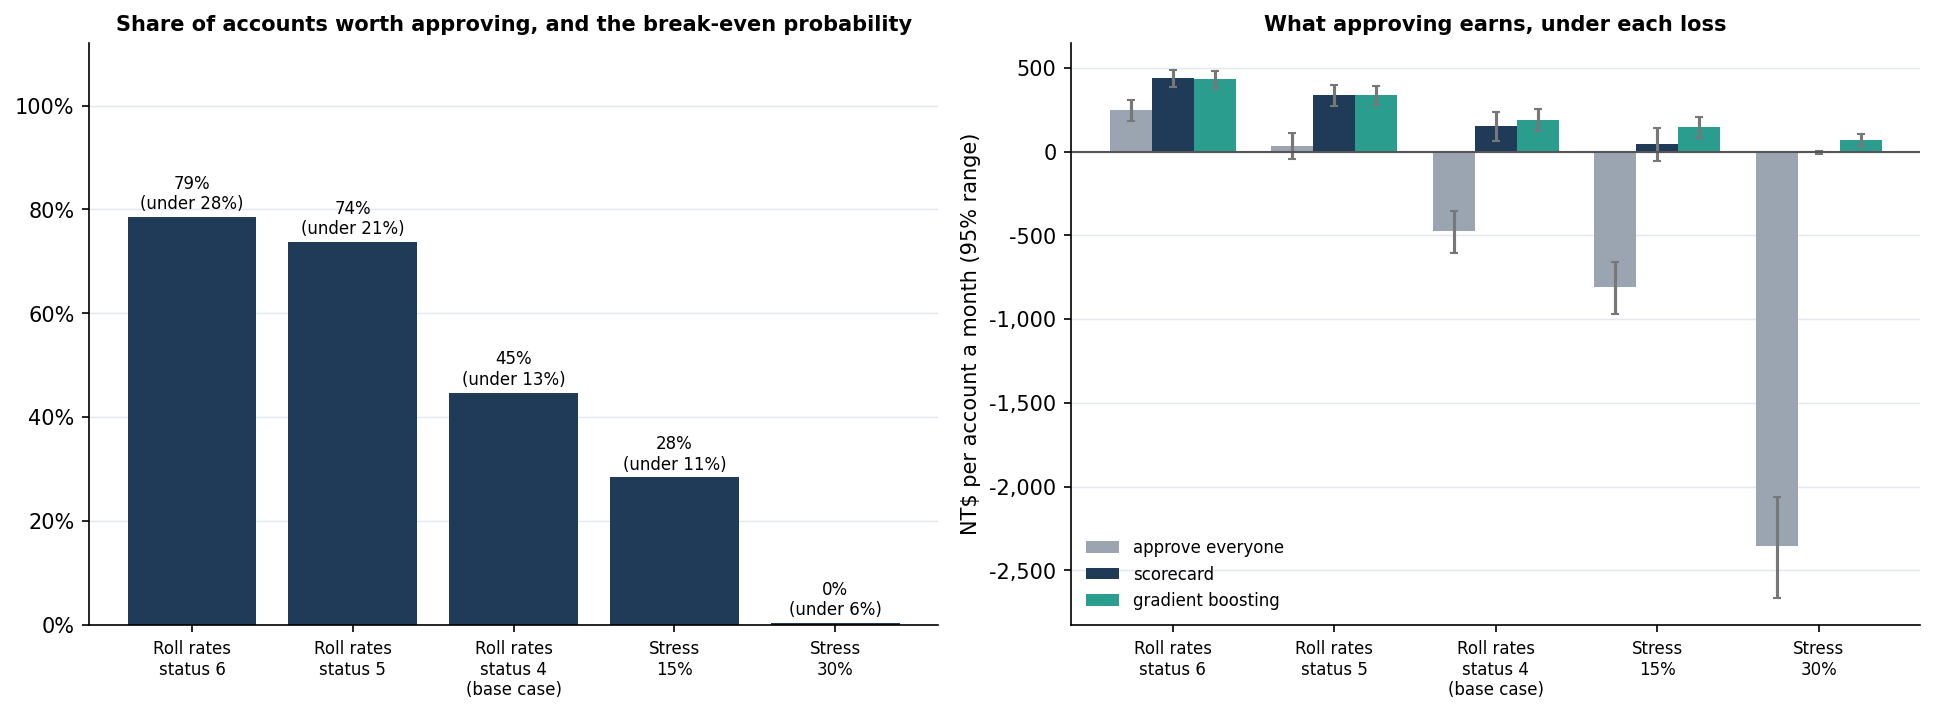 Share of accounts worth approving, and the break-even probability
100%
80%
60%
40%
20%
0%
79%
(under 28%)
74%
(under 21%)
45%
(under 13%)
28%
(under 11%)
0%
(under 6%)
Roll rates
status 6
Roll rates
status 5
Roll rates
status 4
(base case)
Stress
15%
Stress
30%
What approving earns, under each loss
NT$ per account a month (95% range)
500
0
-500
-1,000
-1,500
-2,000
-2,500
approve everyone
scorecard
gradient boosting
Roll rates
status 6
Roll rates
status 5
Roll rates
status 4
(base case)
Stress
15%
Stress
30%